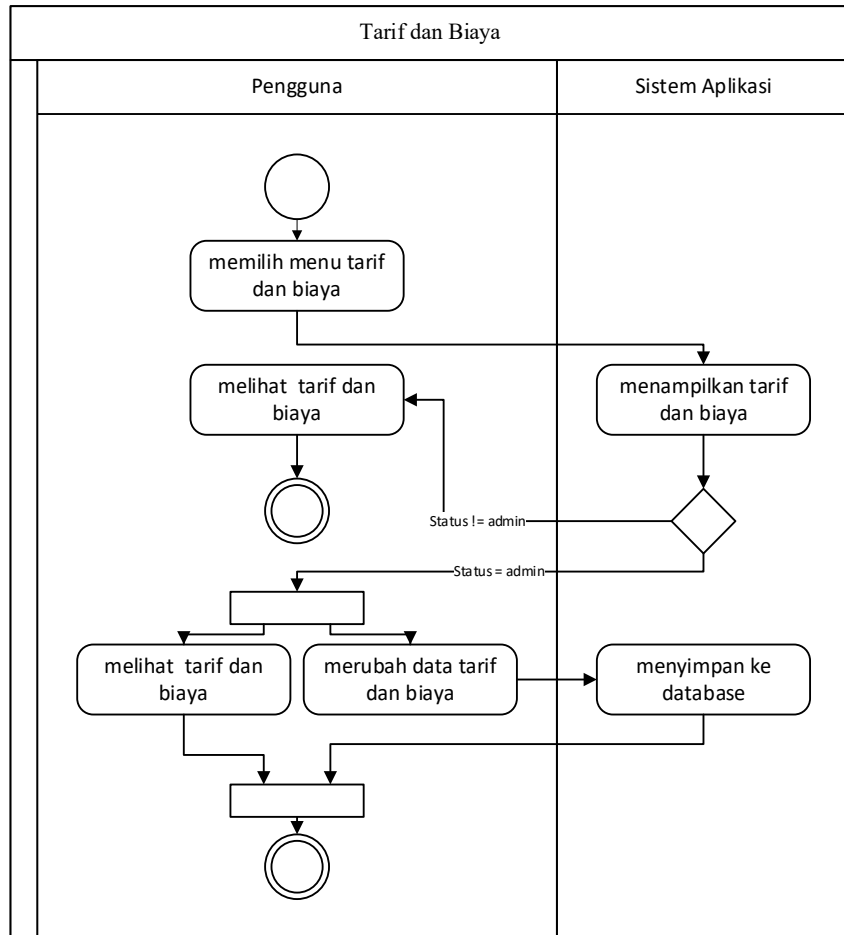 Tarif dan Biaya
Pengguna
Sistem Aplikasi
memilih menu tarif
dan biaya
melihat tarif dan
biaya
menampilkan tarif
dan biaya
Status != admin
Status = admin
melihat tarif dan
biaya
merubah data tarif
dan biaya
menyimpan ke
database